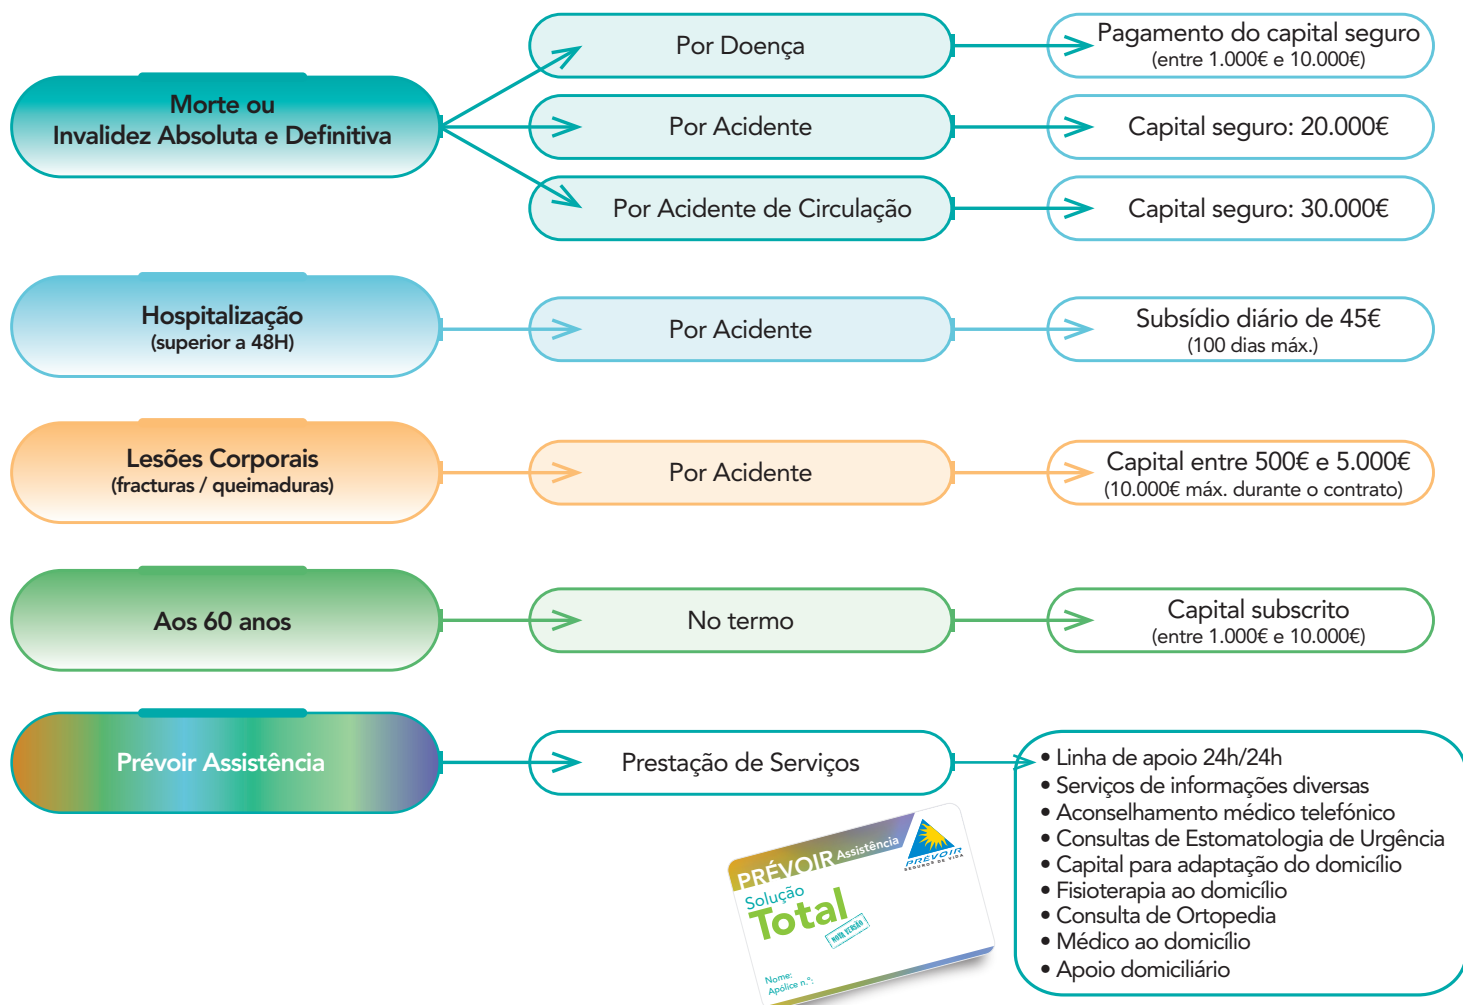 Morte ou
Invalidez Absoluta e Definitiva
Por Doença
Pagamento do capital seguro
(entre 1.000€ e 10.000€)
Por Acidente
Capital seguro: 20.000€
Por Acidente de Circulação
Capital seguro: 30.000€
Hospitalização
(superior a 48H)
Por Acidente
Subsídio diário de 45€
(100 dias máx.)
Lesões Corporais
(fracturas / queimaduras)
Por Acidente
Capital entre 500€ e 5.000€
(10.000€ máx. durante o contrato)
Aos 60 anos
No termo
Capital subscrito
(entre 1.000€ e 10.000€)
Prévoir Assistência
Prestação de Serviços
• Linha de apoio 24h/24h
• Serviços de informações diversas
• Aconselhamento médico telefónico
• Consultas de Estomatologia de Urgência
• Capital para adaptação do domicílio
• Fisioterapia ao domicílio
• Consulta de Ortopedia
• Médico ao domicílio
• Apoio domiciliário
PRÉVOIR Assistência
PREVOIR
SEGUROS DE VIDA
Solução
Total
NOVA VERSÃO
Nome:
Apólice n.º: